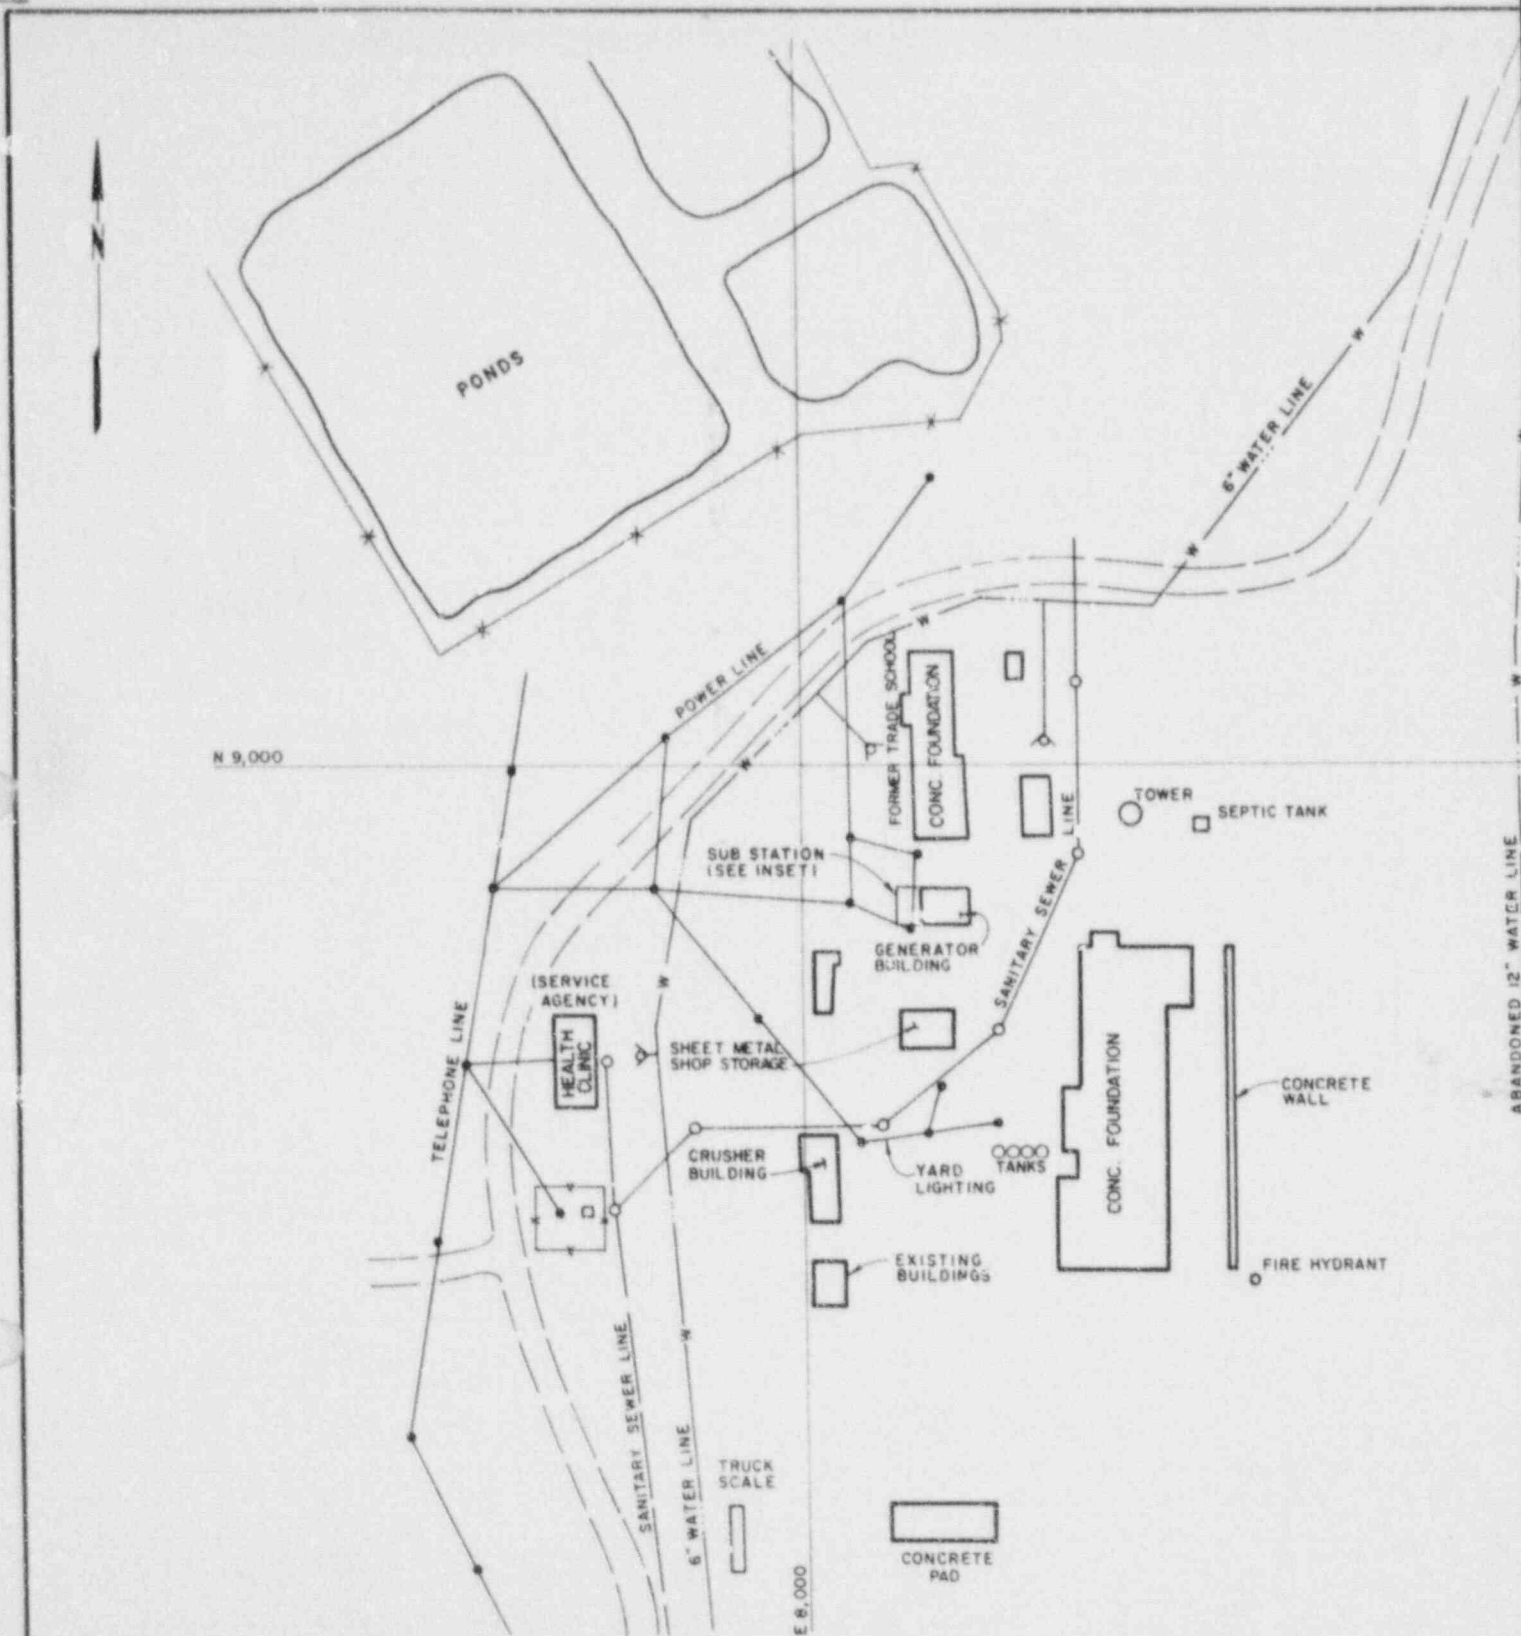 N
PONDS
6" WATER LINE
W
W
W
W
POWER LINE
FORMER TRADE SCHOOL
CONC. FOUNDATION
N 9,000
W
W
LINE
TOWER
SEPTIC TANK
SUB STATION
(SEE INSET)
SANITARY SEWER
GENERATOR
BUILDING
ABANDONED 12" WATER LINE
(SERVICE
AGENCY)
W
TELEPHONE LINE
HEALTH
CLINIC
SHEET METAL
SHOP STORAGE
CONC. FOUNDATION
CONCRETE
WALL
CRUSHER
BUILDING
YARD
LIGHTING
TANKS
EXISTING
BUILDINGS
FIRE HYDRANT
W
SANITARY SEWER LINE
6" WATER LINE
TRUCK
SCALE
CONCRETE
PAD
E 8,000